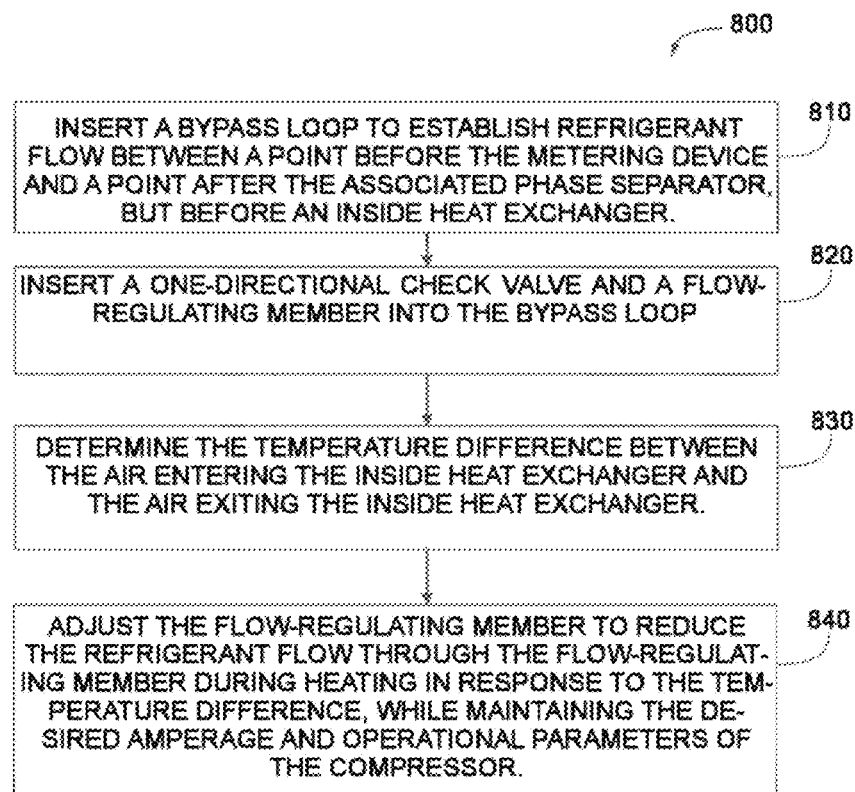 800
INSERT A BYPASS LOOP TO ESTABLISH REFRIGERANT
FLOW BETWEEN A POINT BEFORE THE METERING DEVICE
AND A POINT AFTER THE ASSOCIATED PHASE SEPARATOR,
BUT BEFORE AN INSIDE HEAT EXCHANGER.
810
INSERT A ONE-DIRECTIONAL CHECK VALVE AND A FLOW-
REGULATING MEMBER INTO THE BYPASS LOOP
820
DETERMINE THE TEMPERATURE DIFFERENCE BETWEEN
THE AIR ENTERING THE INSIDE HEAT EXCHANGER AND
THE AIR EXITING THE INSIDE HEAT EXCHANGER.
830
ADJUST THE FLOW-REGULATING MEMBER TO REDUCE
THE REFRIGERANT FLOW THROUGH THE FLOW-REGULAT-
ING MEMBER DURING HEATING IN RESPONSE TO THE TEM-
PERATURE DIFFERENCE, WHILE MAINTAINING THE DE-
SIRED AMPERAGE AND OPERATIONAL PARAMETERS OF
THE COMPRESSOR.
840